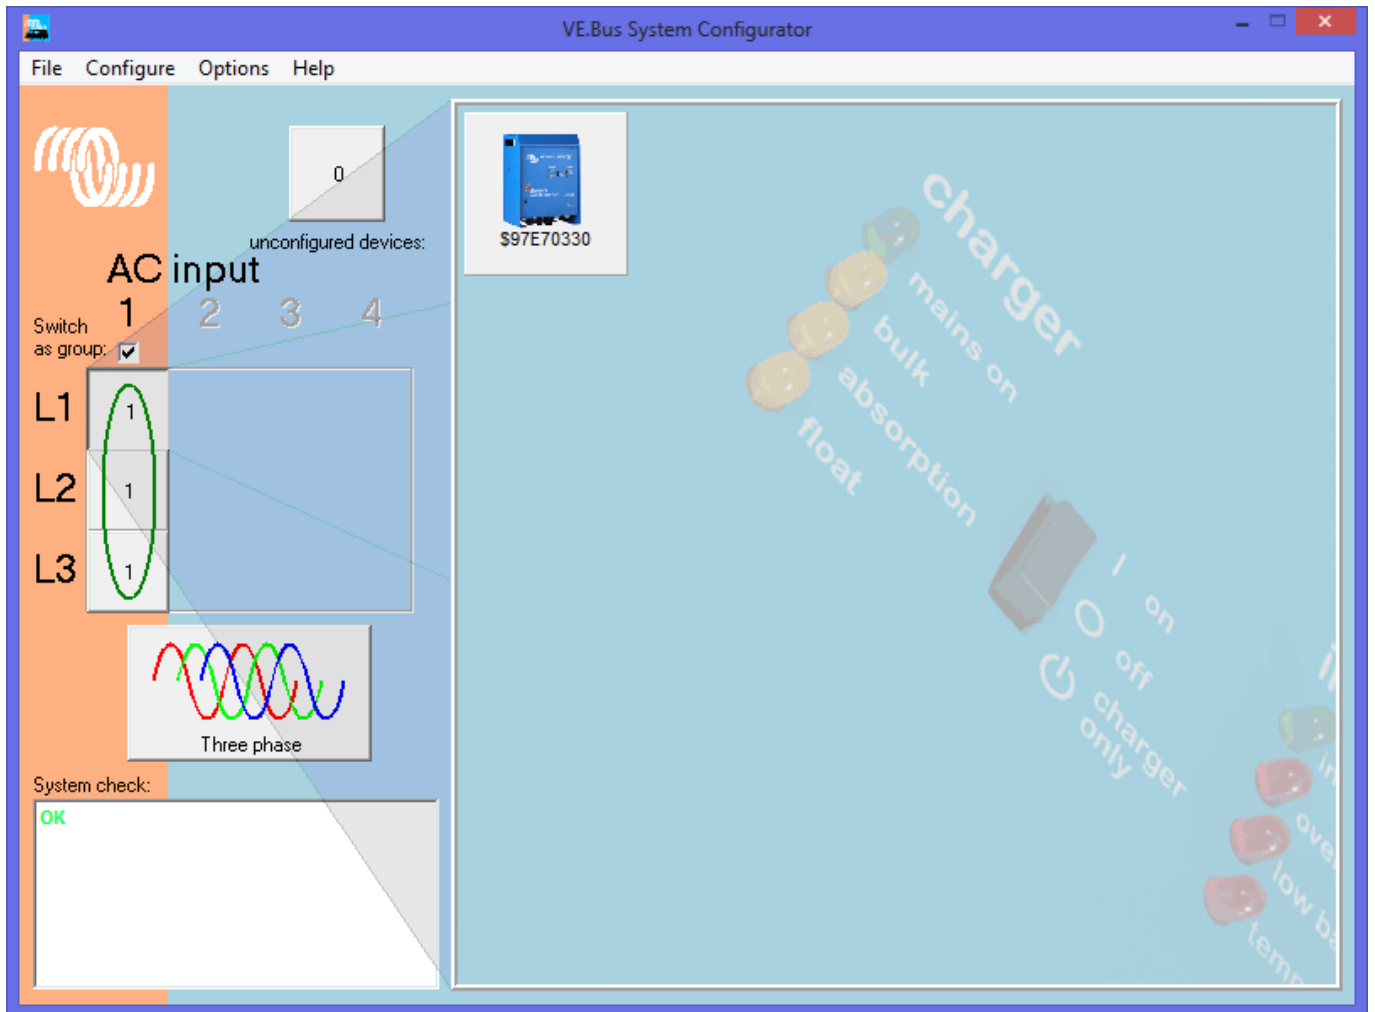 VE.Bus System Configurator
File Configure Options Help
0
unconfigured devices:
AC input
1 2 3 4
Switch
as group:
L1 1
L2 1
L3 1
Three phase
System check:
OK
$97E70330
charger
mains on
bulk
absorption
float
I on
O off
charger
only
low